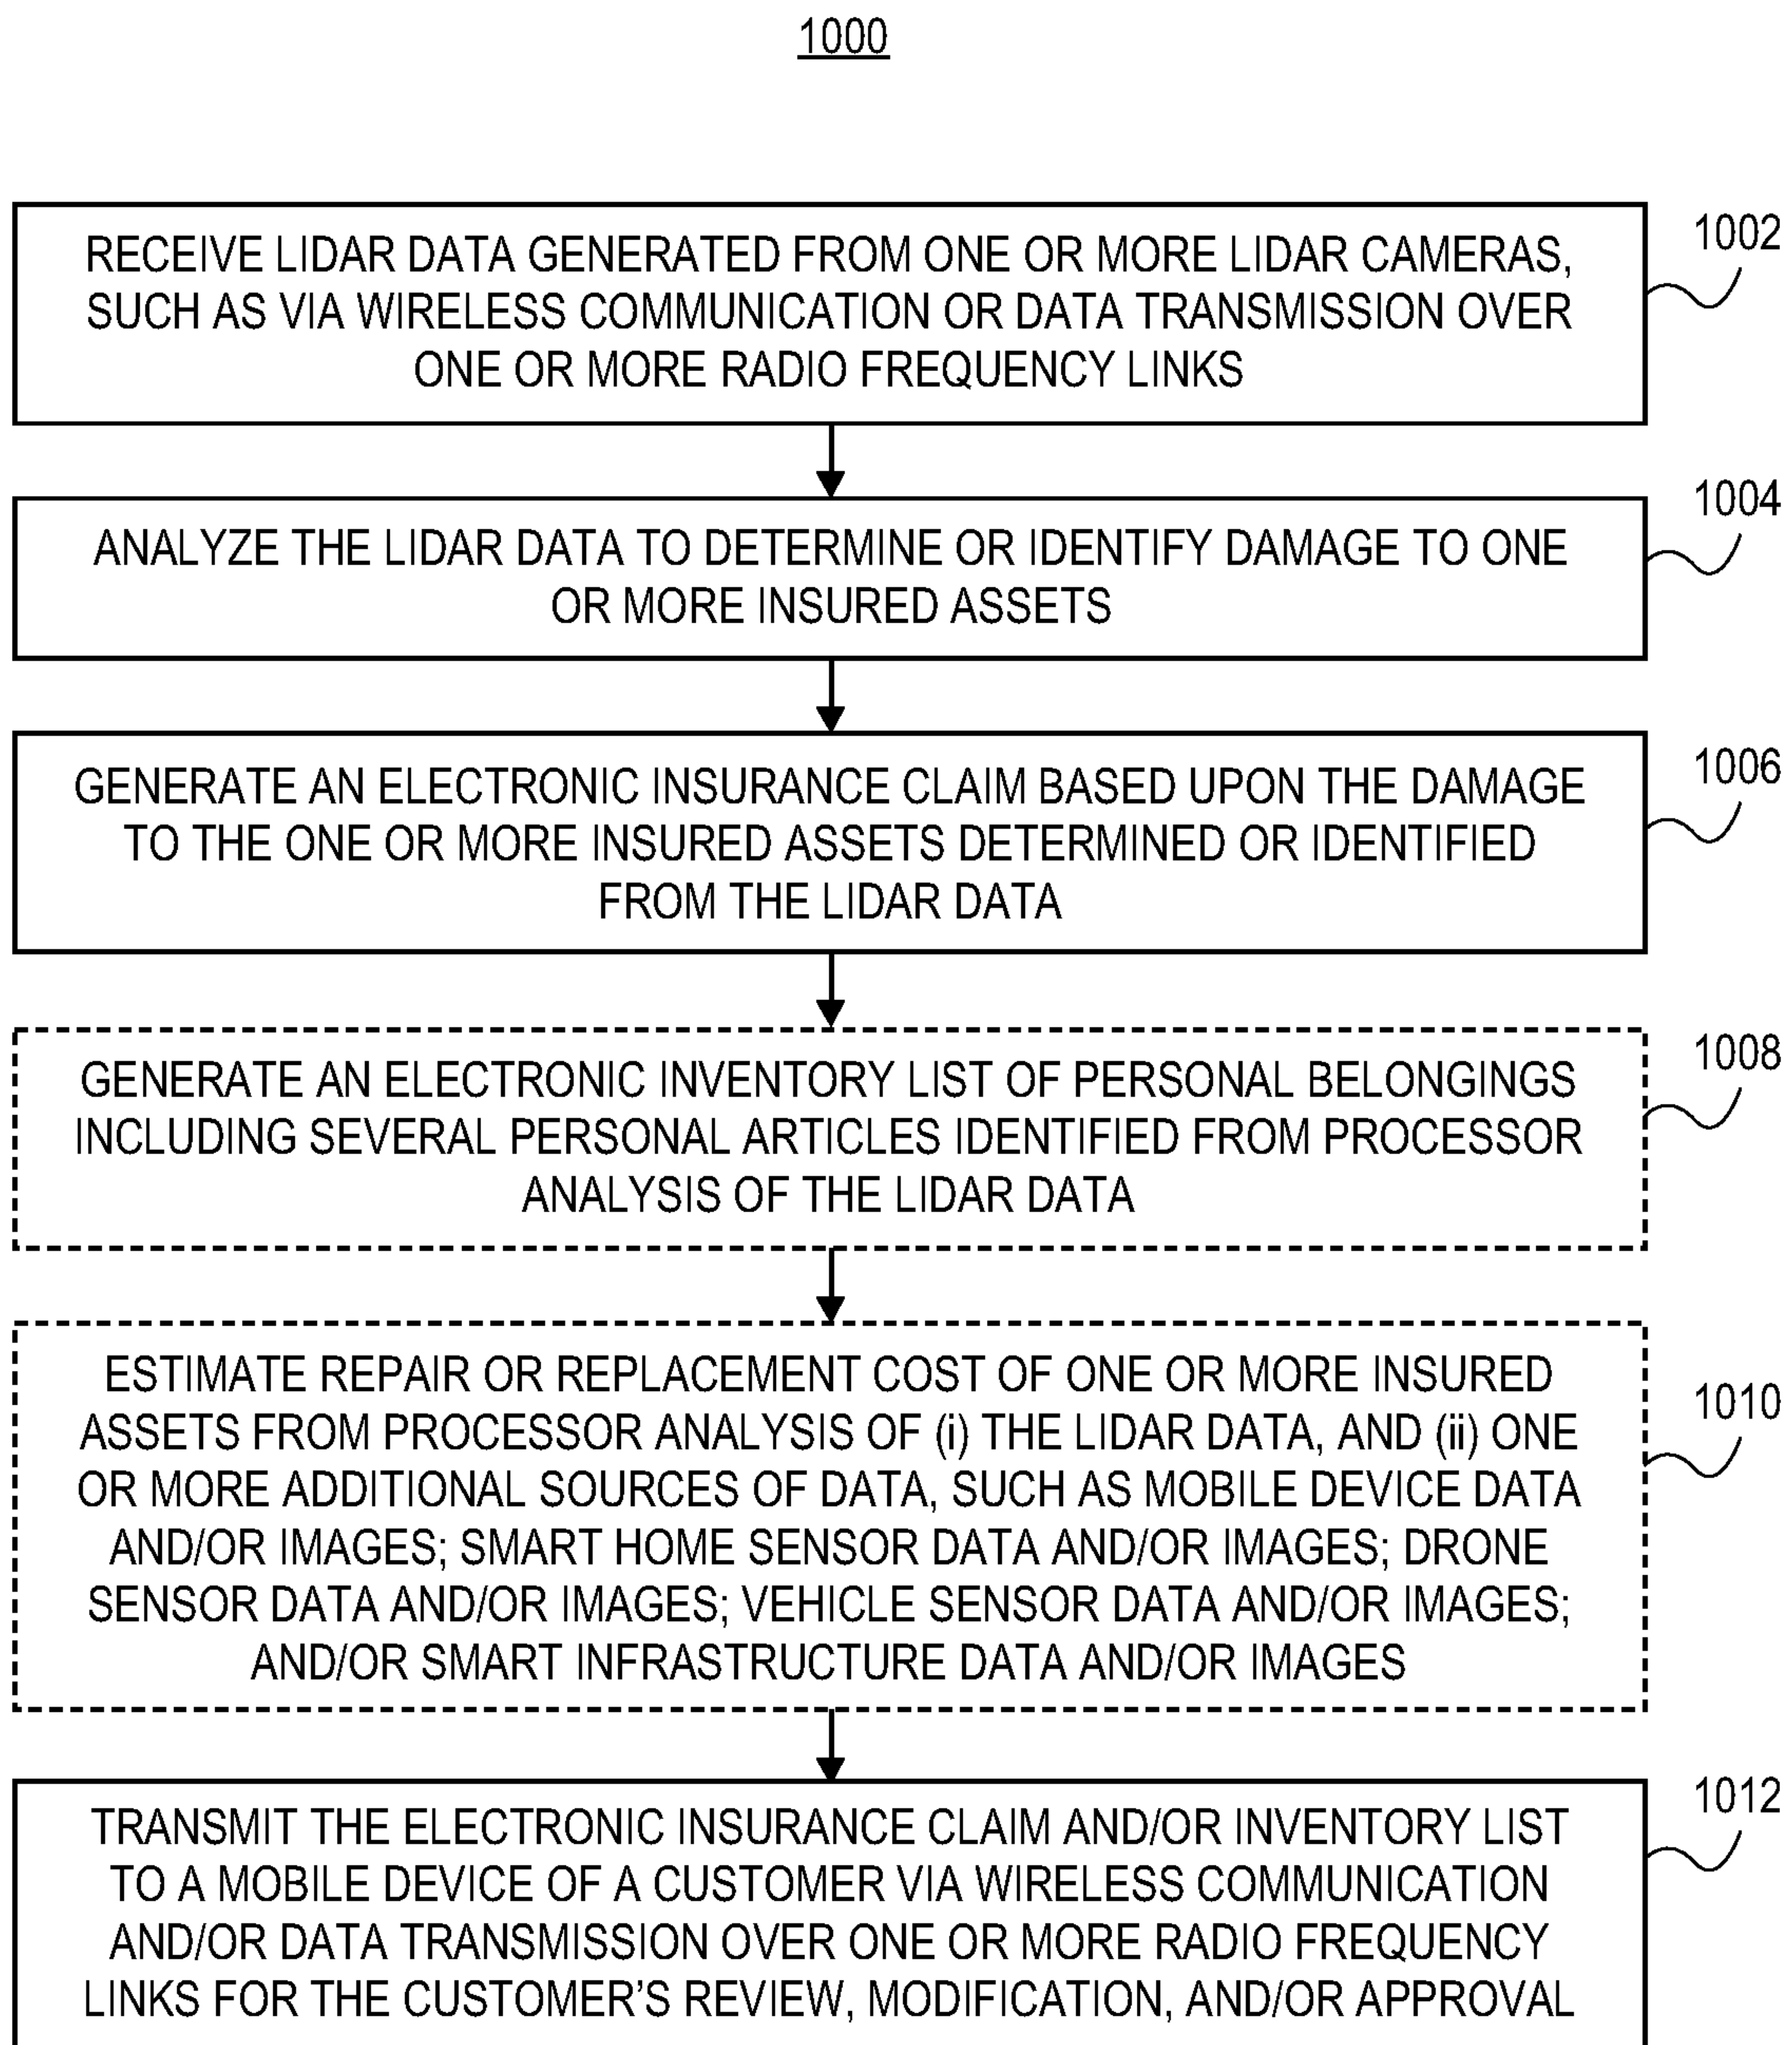 1000
RECEIVE LIDAR DATA GENERATED FROM ONE OR MORE LIDAR CAMERAS,
SUCH AS VIA WIRELESS COMMUNICATION OR DATA TRANSMISSION OVER
ONE OR MORE RADIO FREQUENCY LINKS
1002
ANALYZE THE LIDAR DATA TO DETERMINE OR IDENTIFY DAMAGE TO ONE
OR MORE INSURED ASSETS
1004
GENERATE AN ELECTRONIC INSURANCE CLAIM BASED UPON THE DAMAGE
TO THE ONE OR MORE INSURED ASSETS DETERMINED OR IDENTIFIED
FROM THE LIDAR DATA
1006
GENERATE AN ELECTRONIC INVENTORY LIST OF PERSONAL BELONGINGS
INCLUDING SEVERAL PERSONAL ARTICLES IDENTIFIED FROM PROCESSOR
ANALYSIS OF THE LIDAR DATA
1008
ESTIMATE REPAIR OR REPLACEMENT COST OF ONE OR MORE INSURED
ASSETS FROM PROCESSOR ANALYSIS OF (i) THE LIDAR DATA, AND (ii) ONE
OR MORE ADDITIONAL SOURCES OF DATA, SUCH AS MOBILE DEVICE DATA
AND/OR IMAGES; SMART HOME SENSOR DATA AND/OR IMAGES; DRONE
SENSOR DATA AND/OR IMAGES; VEHICLE SENSOR DATA AND/OR IMAGES;
AND/OR SMART INFRASTRUCTURE DATA AND/OR IMAGES
1010
TRANSMIT THE ELECTRONIC INSURANCE CLAIM AND/OR INVENTORY LIST
TO A MOBILE DEVICE OF A CUSTOMER VIA WIRELESS COMMUNICATION
AND/OR DATA TRANSMISSION OVER ONE OR MORE RADIO FREQUENCY
LINKS FOR THE CUSTOMER’S REVIEW, MODIFICATION, AND/OR APPROVAL
1012